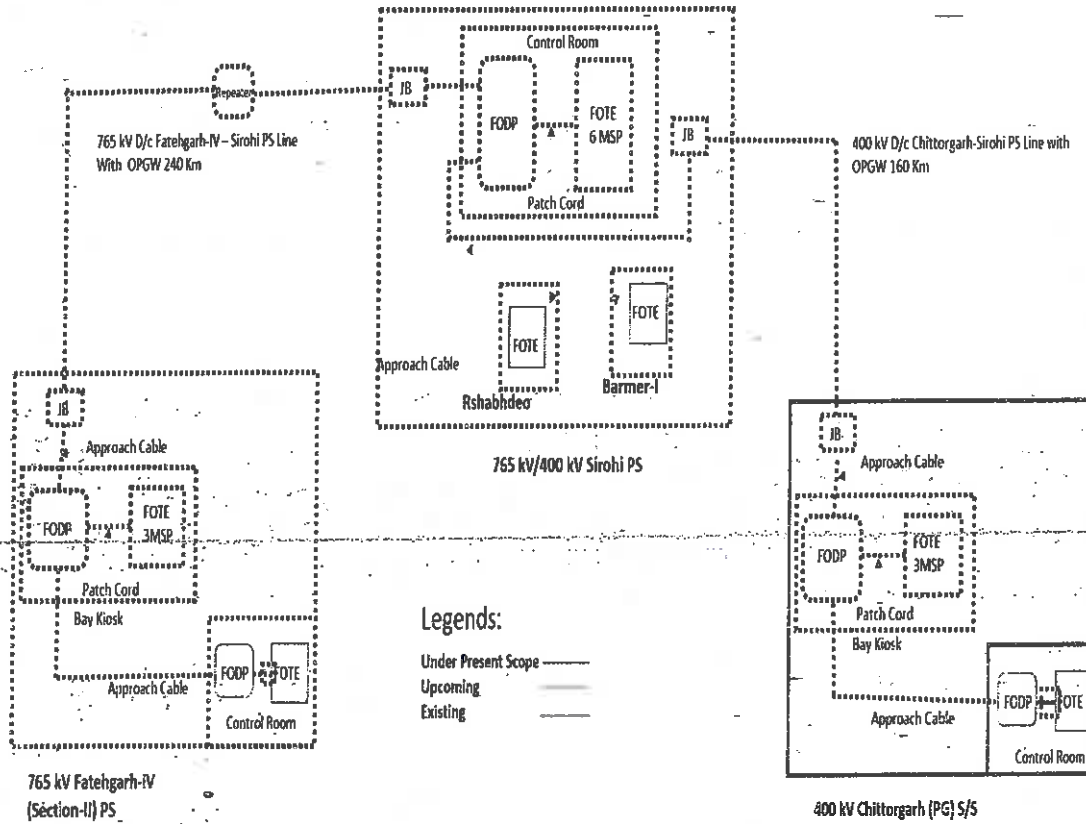 Control Room
JB
FODP
FOTE
6 MSP
JB
Patch Cord
Repeater
765 kV D/c Fatehgarh-IV – Sirohi PS Line
With OPGW 240 Km
400 kV D/c Chittorgarh-Sirohi PS Line with
OPGW 160 Km
FOTE
FOTE
Approach Cable
Rshabhdeo
Barmer-I
765 kV/400 kV Sirohi PS
JB
Approach Cable
FODP
FOTE
3MSP
Patch Cord
Bay Kiosk
Approach Cable
FODP
FOTE
Control Room
765 kV Fatehgarh-IV
(Section-II) PS
Legends:
Under Present Scope
Upcoming
Existing
JB
Approach Cable
FODP
FOTE
3MSP
Patch Cord
Bay Kiosk
Approach Cable
FODP
FOTE
Control Room
400 kV Chittorgarh (PG) S/S